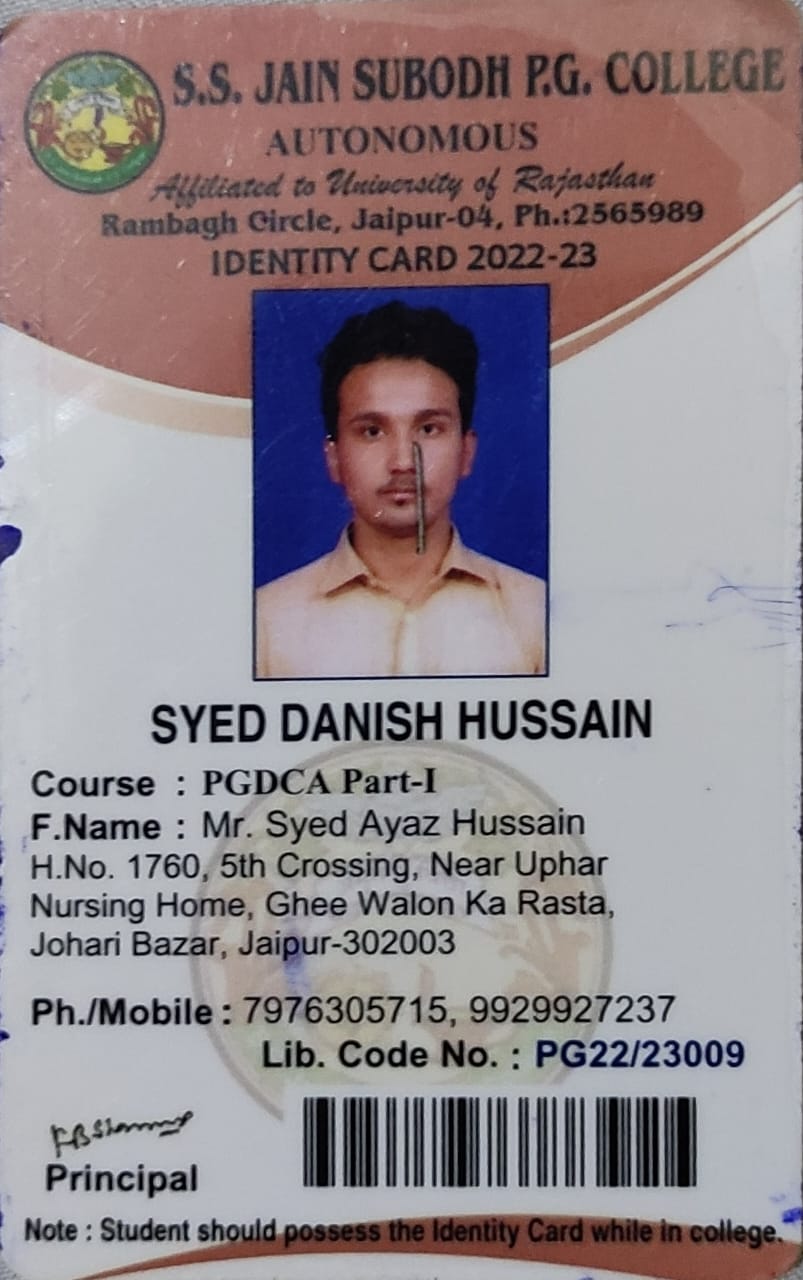 S.S. JAIN SUBODH P.G. COLLEGE
AUTONOMOUS
Affiliated to University of Rajasthan
Rambagh Circle, Jaipur-04, Ph.:2565989
IDENTITY CARD 2022-23
SYED DANISH HUSSAIN
Course : PGDCA Part-I
F.Name : Mr. Syed Ayaz Hussain
H.No. 1760, 5th Crossing, Near Uphar
Nursing Home, Ghee Walon Ka Rasta,
Johari Bazar, Jaipur-302003
Ph./Mobile : 7976305715, 9929927237
Lib. Code No. : PG22/23009
Principal
Note : Student should possess the Identity Card while in college.